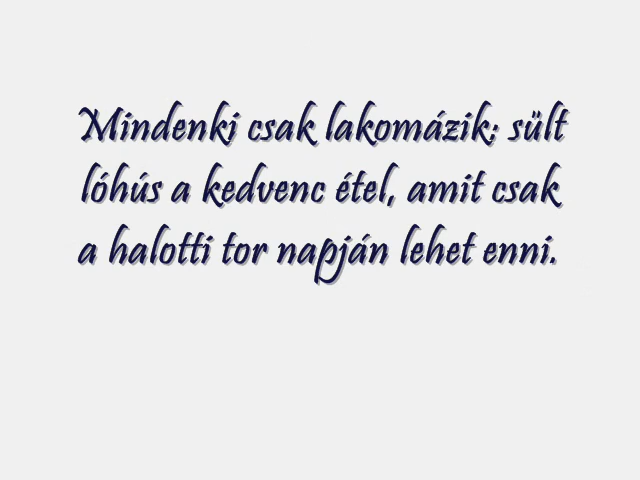 Mindenki csak lakomázik: sült
lóhús a kedvenc étel, amit csak
a halotti tor napján lehet enni.